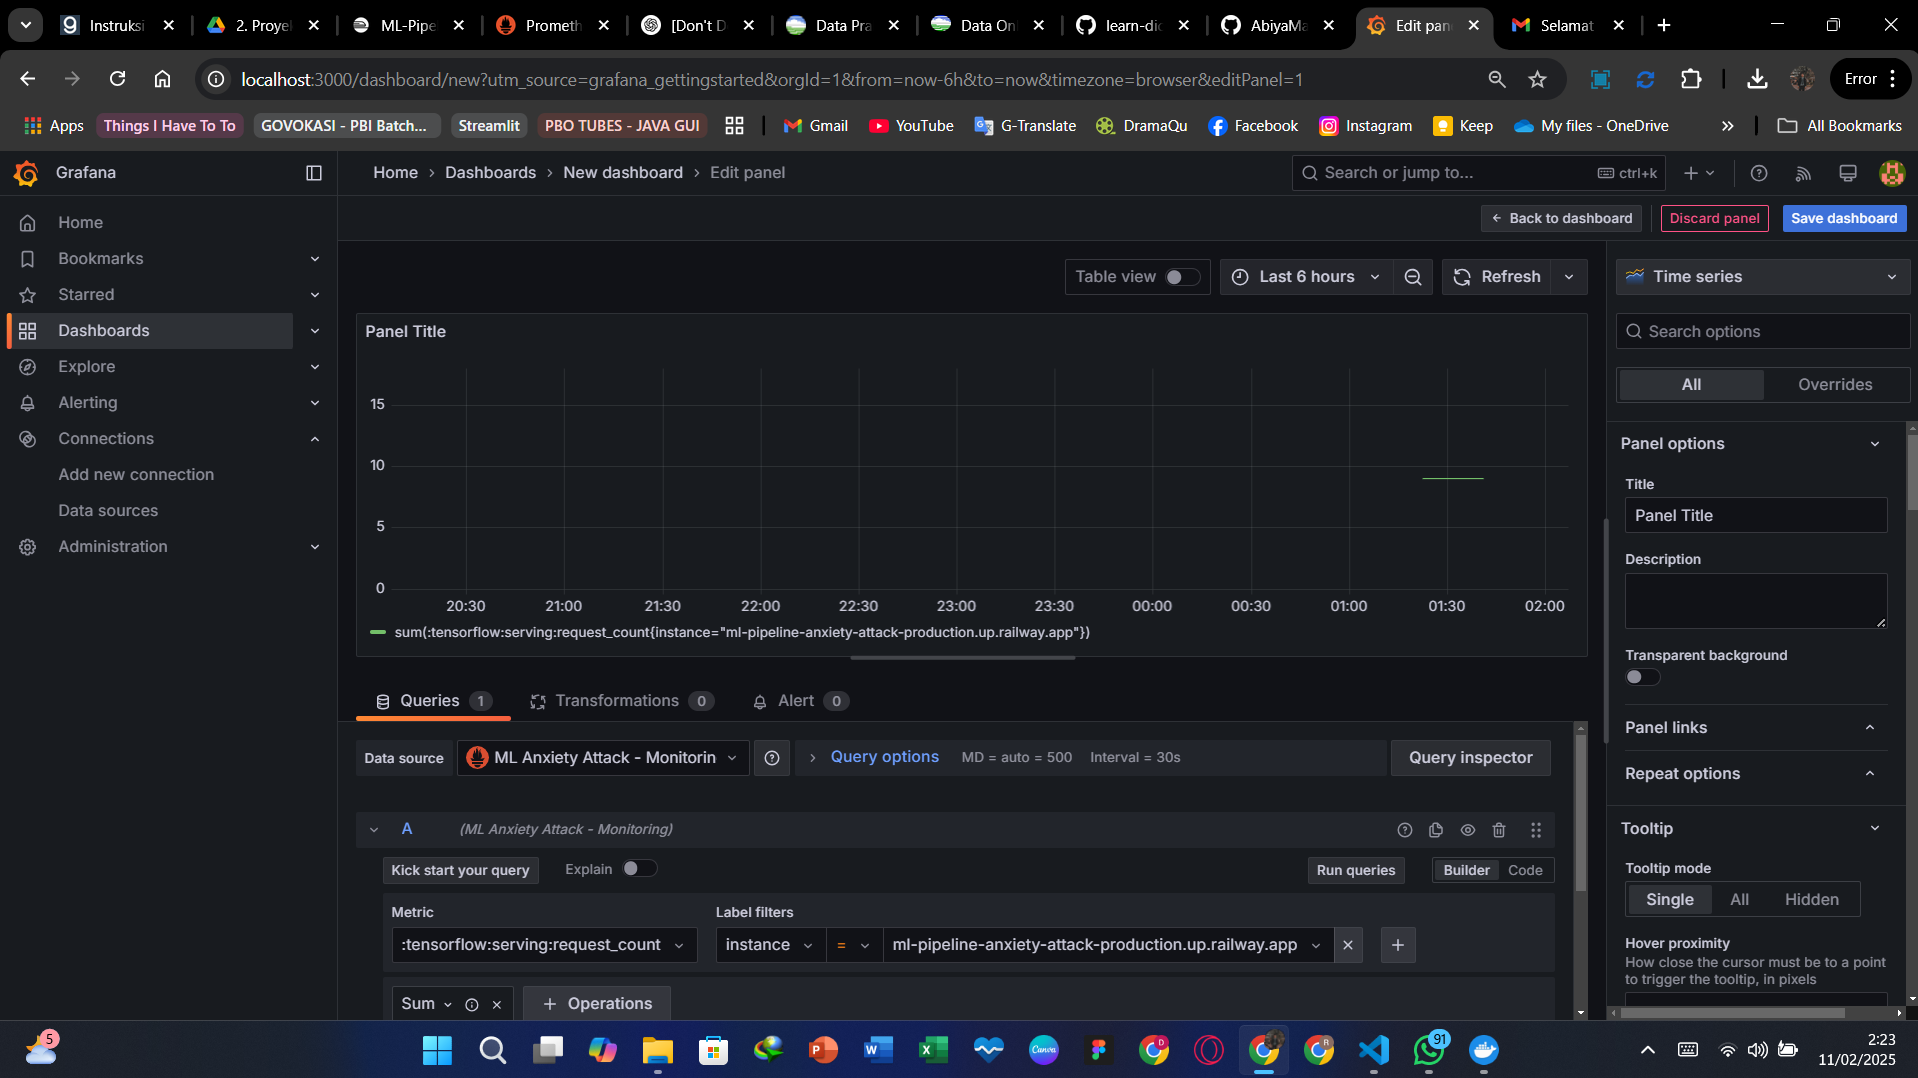 Instruksi
2. Proyel
ML-Pipe
Prometh
[Don't D
Data Pra
Data Onl
learn-dic
AbiyaMa
Edit pan
Selamat
localhost:3000/dashboard/new?utm_source=grafana_gettingstarted&orgId=1&from=now-6h&to=now&timezone=browser&editPanel=1
Error
Apps
Things I Have To To
GOVOKASI - PBI Batch...
Streamlit
PBO TUBES - JAVA GUI
Gmail
YouTube
G-Translate
DramaQu
Facebook
Instagram
Keep
My files - OneDrive
All Bookmarks
Grafana
Home › Dashboards › New dashboard › Edit panel
Search or jump to...
ctrl+k
Back to dashboard
Discard panel
Save dashboard
Home
Bookmarks
Starred
Dashboards
Explore
Alerting
Connections
Add new connection
Data sources
Administration
Table view
Last 6 hours
Refresh
Panel Title
15
10
5
0
20:30 21:00 21:30 22:00 22:30 23:00 23:30 00:00 00:30 01:00 01:30 02:00
sum(:tensorflow:serving:request_count{instance="ml-pipeline-anxiety-attack-production.up.railway.app"})
Queries 1
Transformations 0
Alert 0
Data source
ML Anxiety Attack - Monitorin
Query options
MD = auto = 500
Interval = 30s
Query inspector
A
(ML Anxiety Attack - Monitoring)
Kick start your query
Explain
Run queries
Builder
Code
Metric
Label filters
:tensorflow:serving:request_count
instance
=
ml-pipeline-anxiety-attack-production.up.railway.app
Sum
+ Operations
Time series
Search options
All
Overrides
Panel options
Title
Panel Title
Description
Transparent background
Panel links
Repeat options
Tooltip
Tooltip mode
Single
All
Hidden
Hover proximity
How close the cursor must be to a point
to trigger the tooltip, in pixels
5
Canva
D
R
91
2:23
11/02/2025